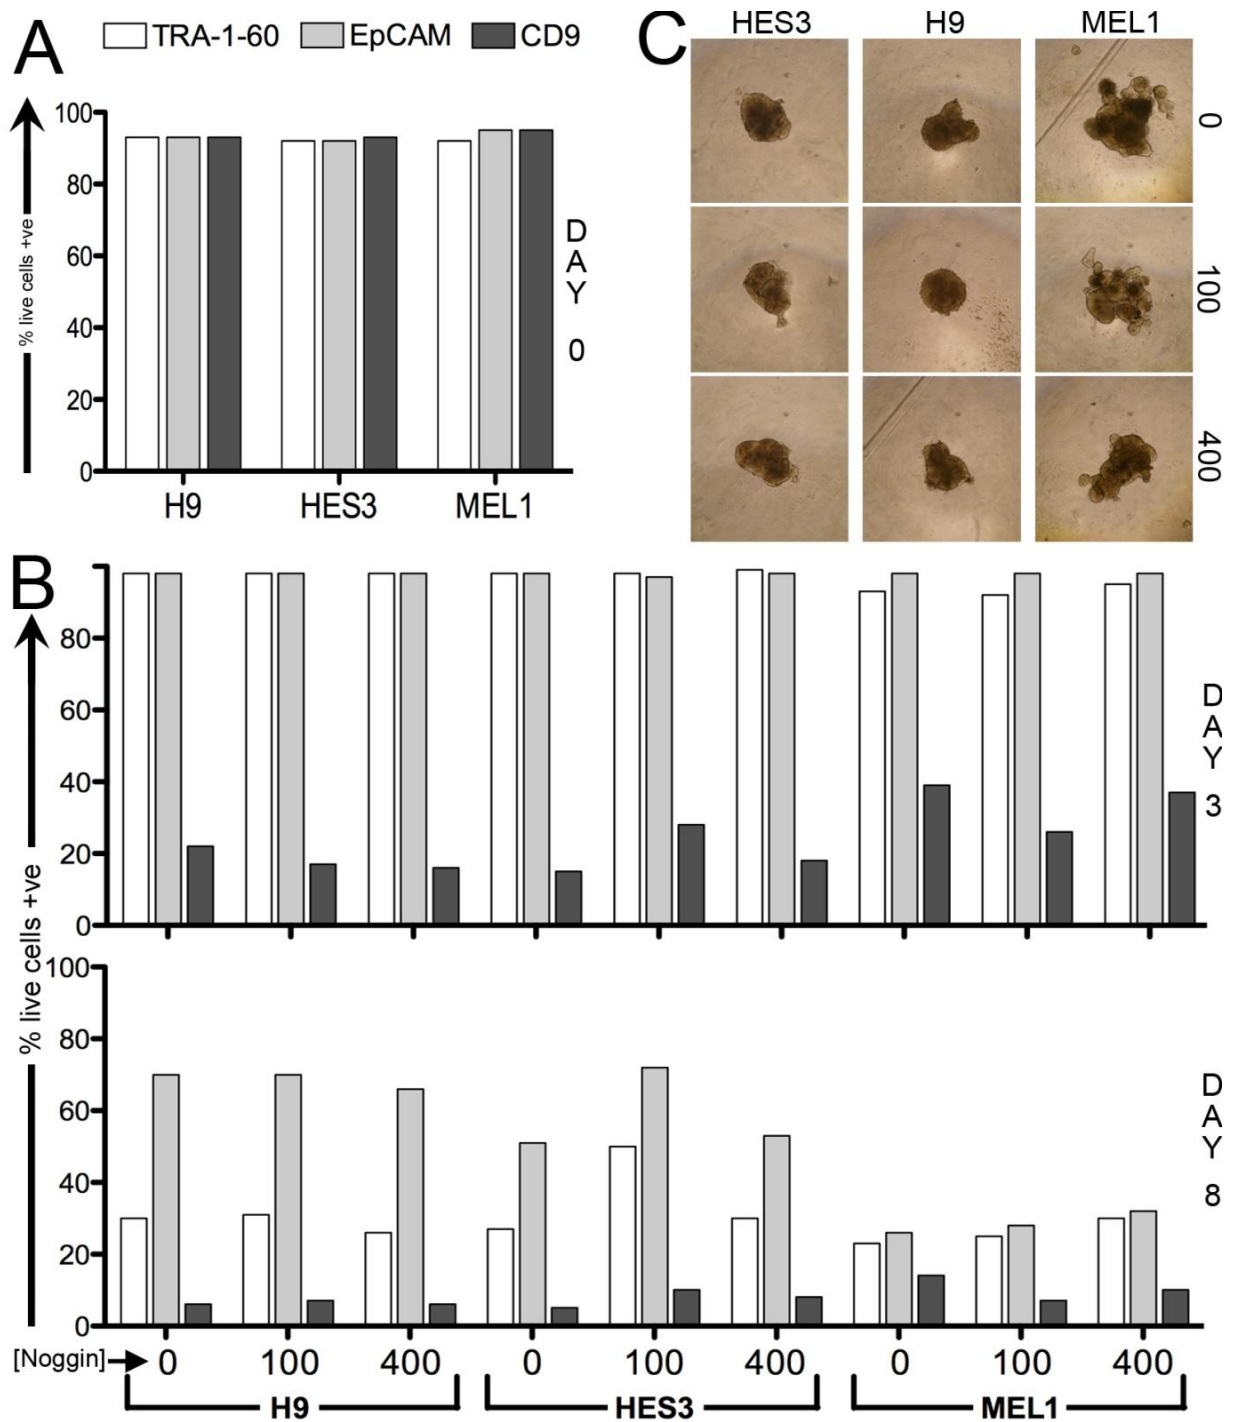 A
TRA-1-60 EpCAM CD9
% live cells +ve
100
80
60
40
20
0
H9 HES3 MEL1
DAY 0
C
HES3 H9 MEL1
0
100
400
B
% live cells +ve
80
60
40
20
0
DAY 3
100
80
60
40
20
0
DAY 8
[Noggin] 0 100 400 0 100 400 0 100 400
H9 HES3 MEL1